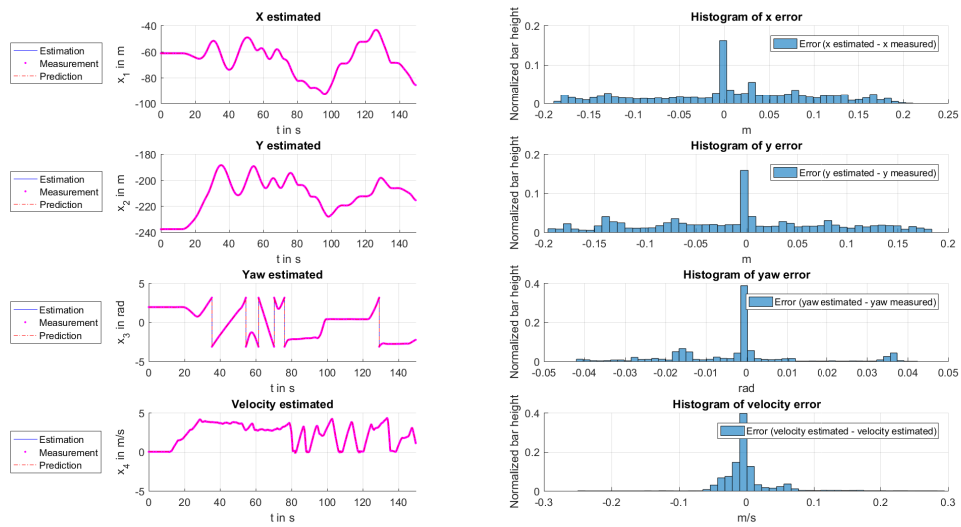 X estimated
Estimation
Measurement
Prediction
x1 in m
-40
-60
-80
-100
0 20 40 60 80 100 120 140
t in s
Histogram of x error
Normalized bar height
0.2
0.1
0
Error (x estimated - x measured)
-0.15 -0.1 -0.05 0 0.05 0.1 0.15 0.2 0.25
m
Y estimated
Estimation
Measurement
Prediction
x2 in m
-180
-200
-220
-240
0 20 40 60 80 100 120 140
t in s
Histogram of y error
Normalized bar height
0.2
0.1
0
Error (y estimated - y measured)
-0.2 -0.15 -0.1 -0.05 0 0.05 0.1 0.15 0.2
m
Yaw estimated
Estimation
Measurement
Prediction
x3 in rad
5
0
-5
0 20 40 60 80 100 120 140
t in s
Histogram of yaw error
Normalized bar height
0.2
0.1
0
Error (yaw estimated - yaw measured)
-0.05 -0.04 -0.03 -0.02 -0.01 0 0.01 0.02 0.03 0.04 0.05
rad
Velocity estimated
Estimation
Measurement
Prediction
x4 in m/s
5
0
-5
0 20 40 60 80 100 120 140
t in s
Histogram of velocity error
Normalized bar height
0.4
0.2
0
Error (velocity estimated - velocity estimated)
-0.3 -0.2 -0.1 0 0.1 0.2 0.3
m/s